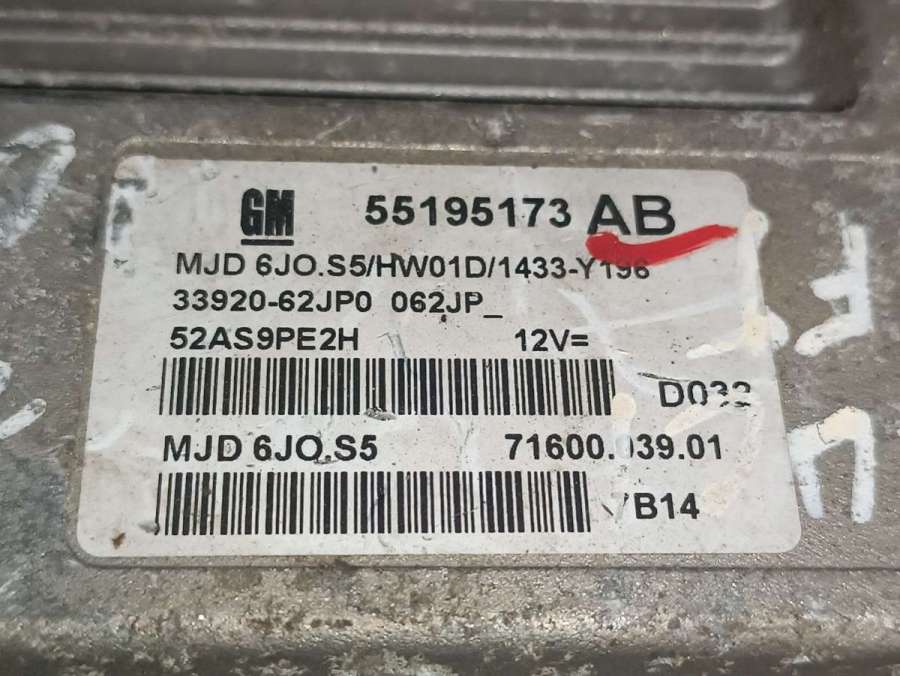 GM 55195173 AB
MJD 6JO.S5/HW01D/1433-Y196
33920-62JP0 062JP_
52AS9PE2H 12V=
D032
MJD 6JO.S5 71600.039.01